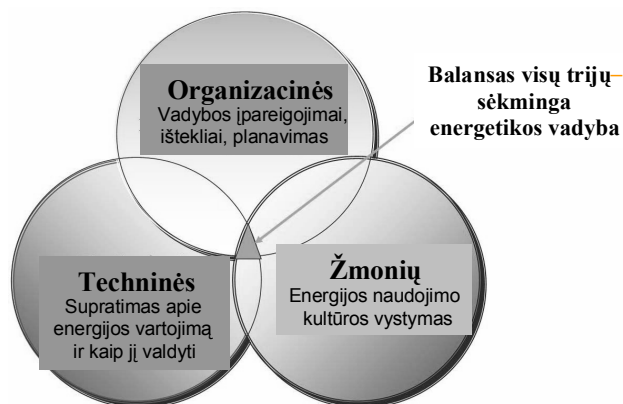 Organizacinės
Vadybos įpareigojimai,
ištekliai, planavimas
Balansas visų trijų–
sėkminga
energetikos vadyba
Techninės
Supratimas apie
energijos vartojimą
ir kaip jį valdyti
Žmonių
Energijos naudojimo
kultūros vystymas